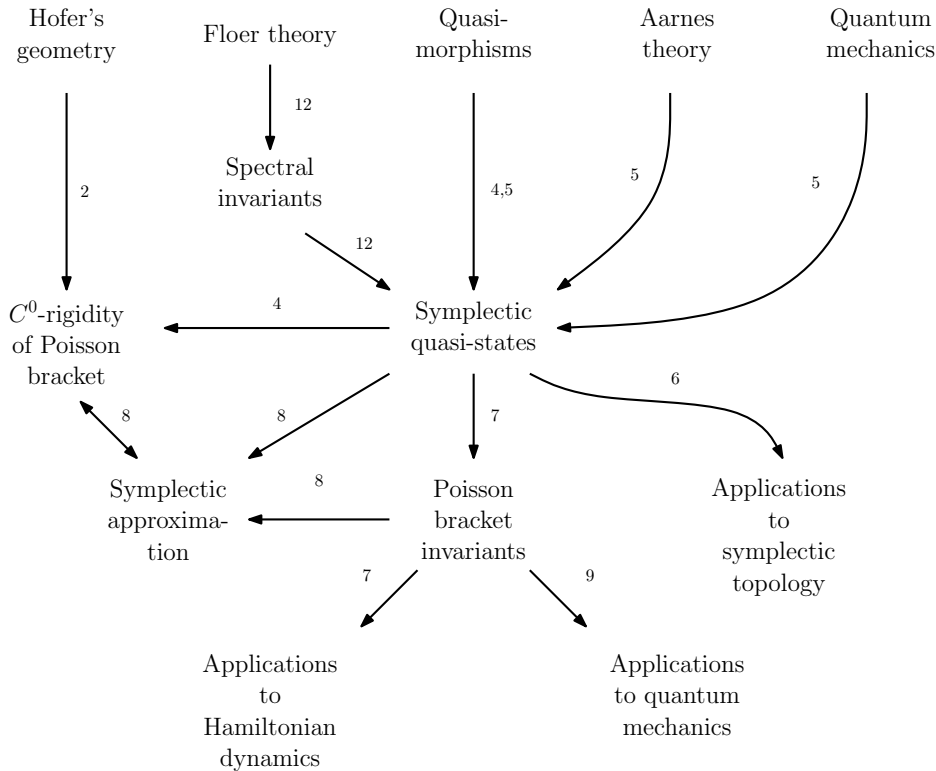 Hofer's
geometry
Floer theory
Quasi-
morphisms
Aarnes
theory
Quantum
mechanics
12
2
Spectral
invariants
4,5
5
5
12
C⁰-rigidity
of Poisson
bracket
4
Symplectic
quasi-states
8
8
7
6
Symplectic
approxima-
tion
8
Poisson
bracket
invariants
Applications
to
symplectic
topology
7
9
Applications
to
Hamiltonian
dynamics
Applications
to quantum
mechanics